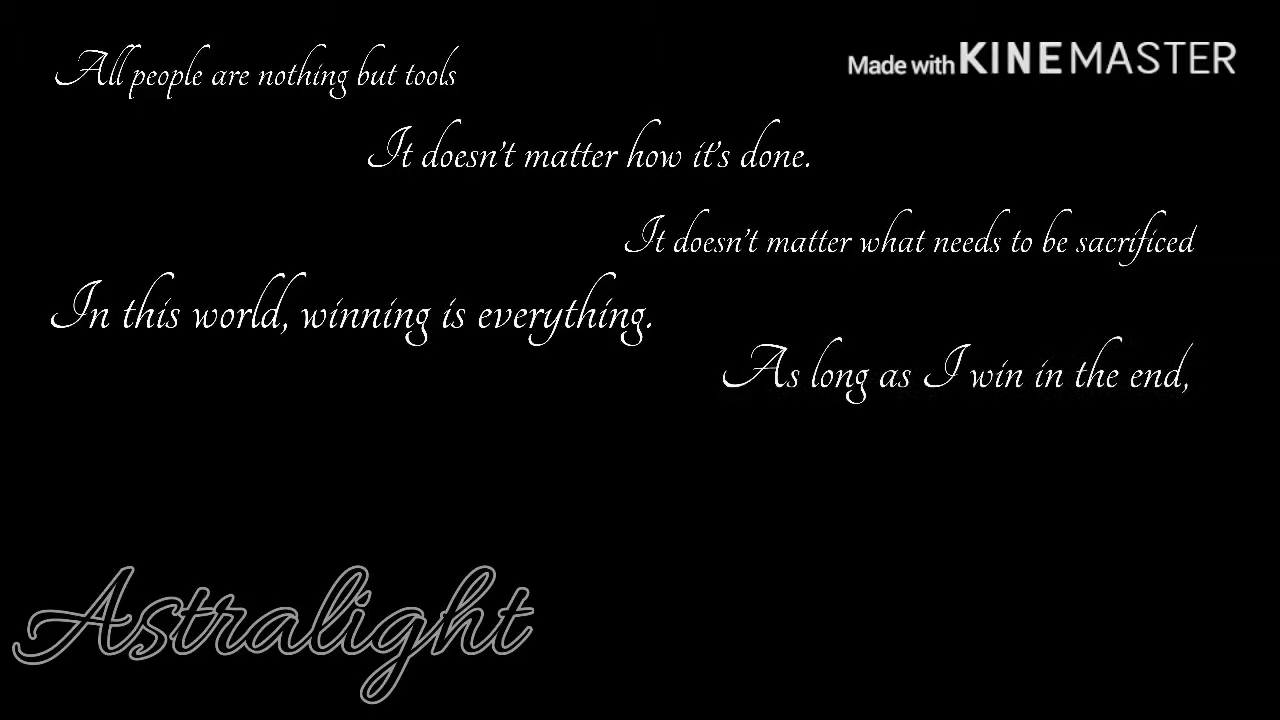 All people are nothing but tools
Made with KINEMASTER
It doesn't matter how it's done.
It doesn't matter what needs to be sacrificed
In this world, winning is everything.
As long as I win in the end,
Astralight